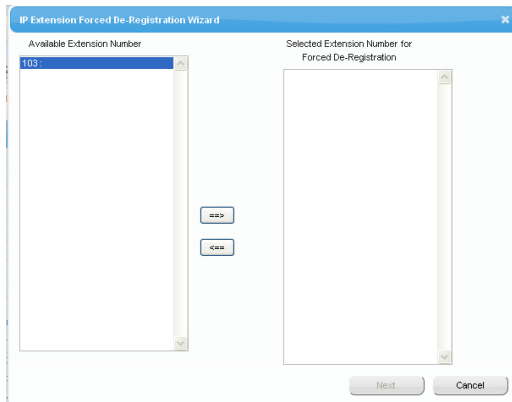 IP Extension Forced De-Registration Wizard
Available Extension Number
Selected Extension Number for
Forced De-Registration
103 :
==>
<==
Next
Cancel